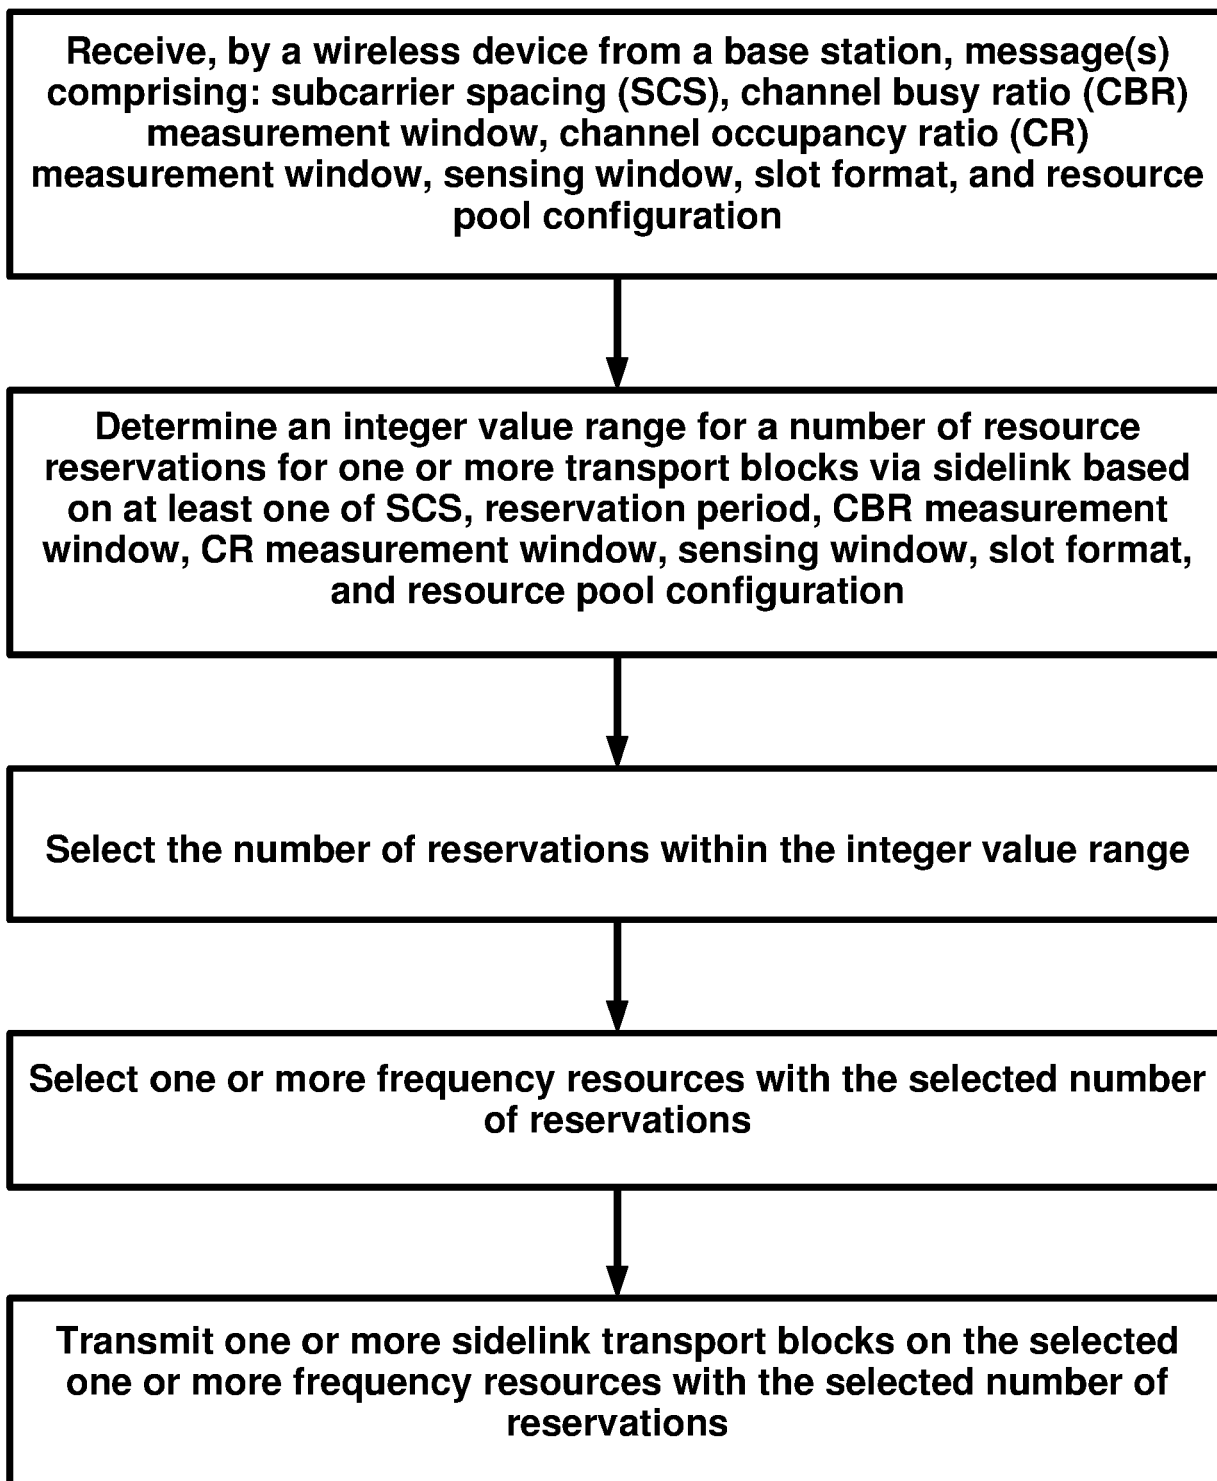 Receive, by a wireless device from a base station, message(s)
comprising: subcarrier spacing (SCS), channel busy ratio (CBR)
measurement window, channel occupancy ratio (CR)
measurement window, sensing window, slot format, and resource
pool configuration
Determine an integer value range for a number of resource
reservations for one or more transport blocks via sidelink based
on at least one of SCS, reservation period, CBR measurement
window, CR measurement window, sensing window, slot format,
and resource pool configuration
Select the number of reservations within the integer value range
Select one or more frequency resources with the selected number
of reservations
Transmit one or more sidelink transport blocks on the selected
one or more frequency resources with the selected number of
reservations